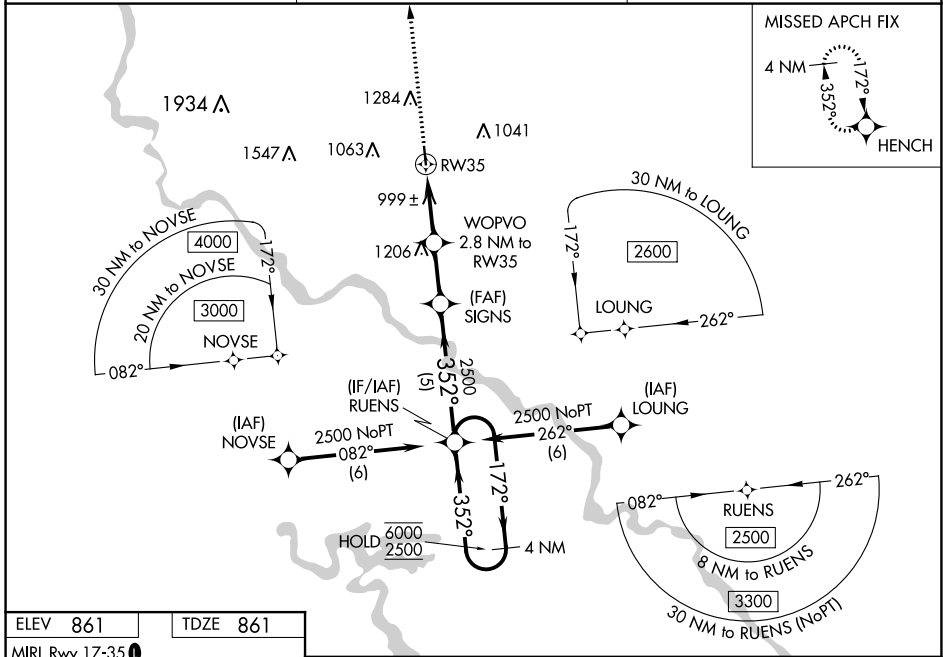 MISSED APCH FIX
4 NM
172°
352°
HENCH
1934
1284
1041
1547
1063
RW35
999 ±
WOPVO
2.8 NM to
RW35
1206
(FAF)
SIGNS
30 NM to NOVSE
4000
172°
20 NM to NOVSE
3000
NOVSE
082°
30 NM to LOUNG
172°
2600
LOUNG
262°
2500
352°
(5)
(IF/IAF)
RUENS
(IAF)
NOVSE
2500 NoPT
082°
(6)
(IAF)
LOUNG
2500 NoPT
262°
(6)
172°
352°
HOLD
6000
2500
4 NM
082°
262°
RUENS
2500
8 NM to RUENS
3300
30 NM to RUENS (NoPT)
ELEV 861
TDZE 861
MIRL Rwy 17-35 L